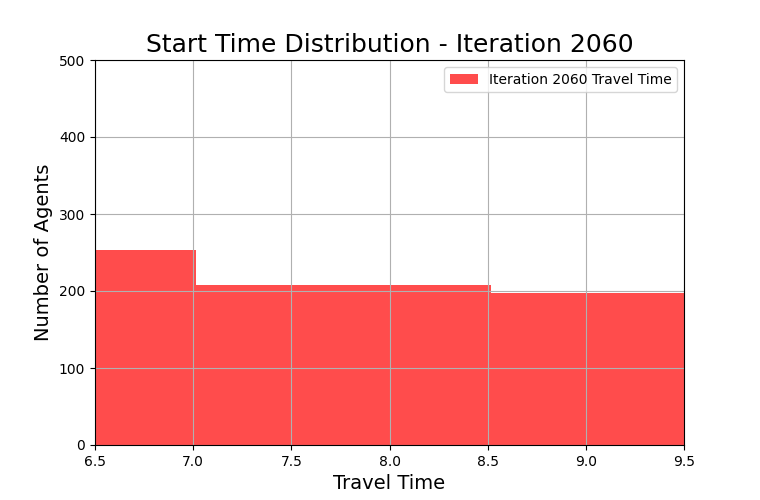 Start Time Distribution - Iteration 2060
500
400
300
200
100
0
Number of Agents
Iteration 2060 Travel Time
6.5 7.0 7.5 8.0 8.5 9.0 9.5
Travel Time